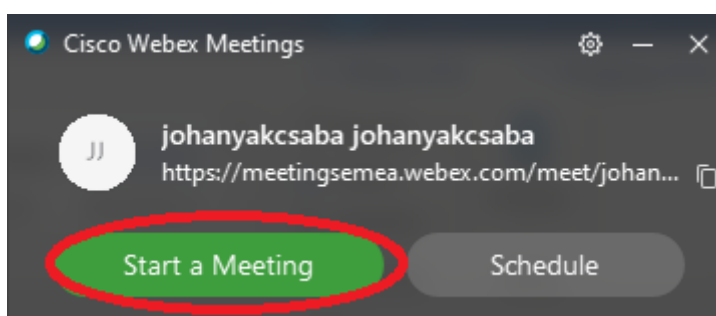 Cisco Webex Meetings
JJ
johanyakcsaba johanyakcsaba
https://meetingsemea.webex.com/meet/johan...
Start a Meeting
Schedule